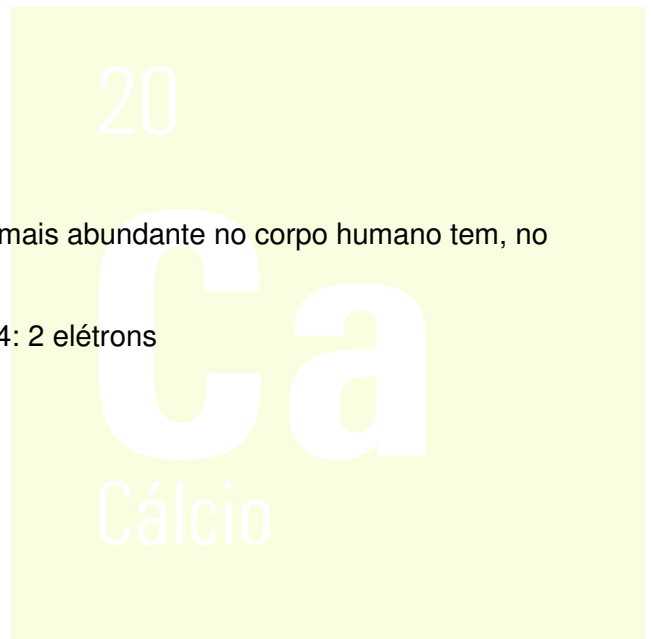 20
mais abundante no corpo humano tem, no
4: 2 elétrons
Ca
Cálcio